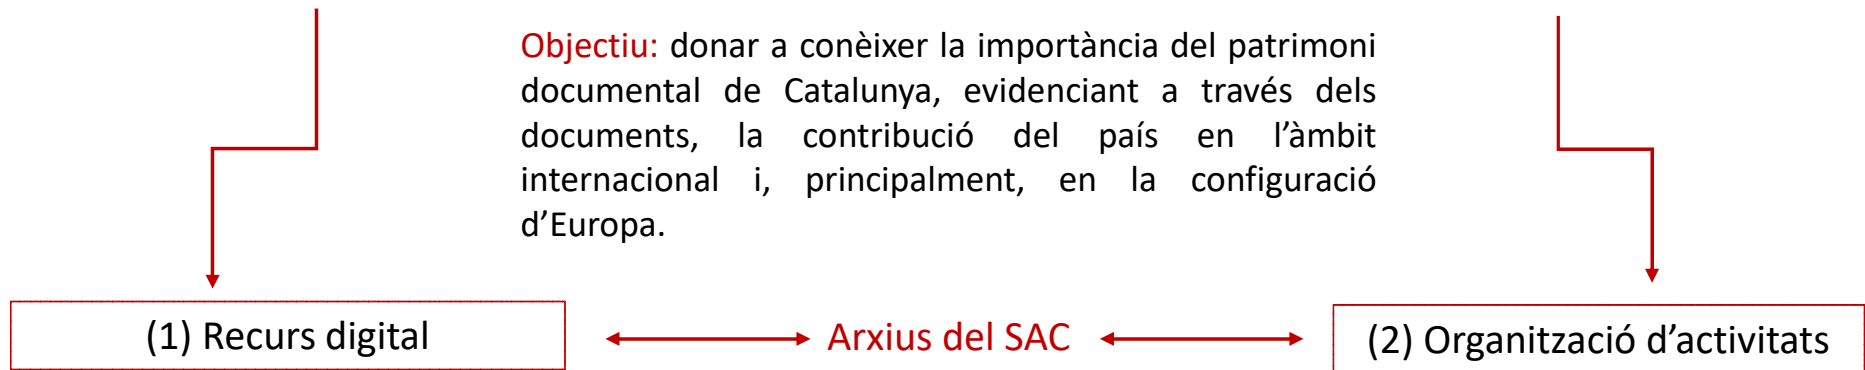 Objectiu: donar a conèixer la importància del patrimoni
documental de Catalunya, evidenciant a través dels
documents, la contribució del país en l’àmbit
internacional i, principalment, en la configuració
d’Europa.
(1) Recurs digital
Arxius del SAC
(2) Organització d’activitats